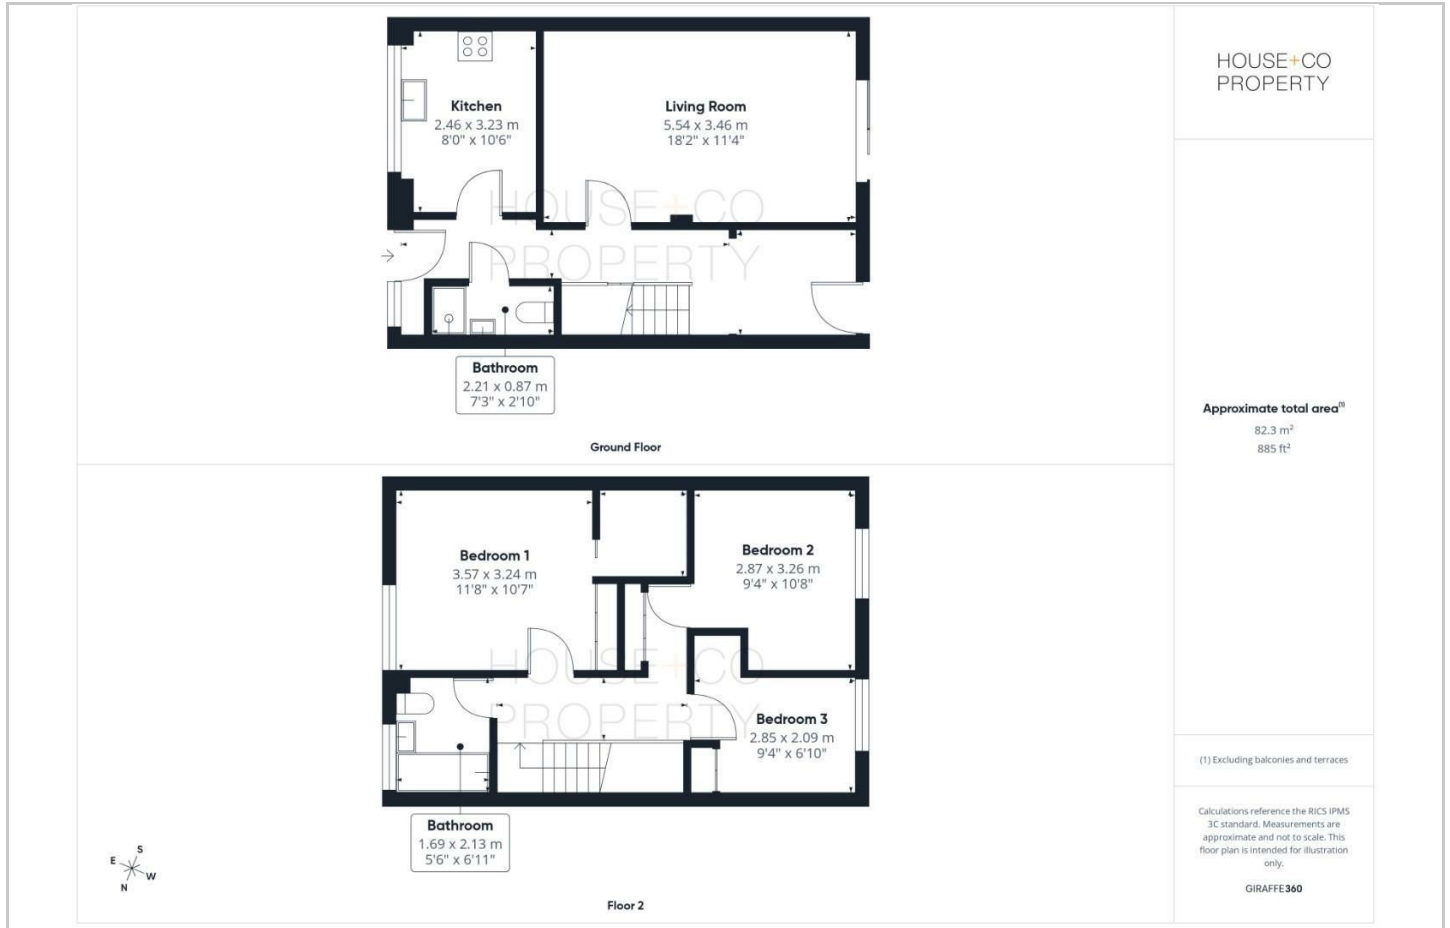 Kitchen
2.46 x 3.23 m
8'0" x 10'6"
Living Room
5.54 x 3.46 m
18'2" x 11'4"
HOUSE+CO
PROPERTY
Bathroom
2.21 x 0.87 m
7'3" x 2'10"
Ground Floor
Bedroom 1
3.57 x 3.24 m
11'8" x 10'7"
Bedroom 2
2.87 x 3.26 m
9'4" x 10'8"
HOUSE+CO
PROPERTY
Bedroom 3
2.85 x 2.09 m
9'4" x 6'10"
Bathroom
1.69 x 2.13 m
5'6" x 6'11"
S
E
W
N
Floor 2
HOUSE+CO
PROPERTY
Approximate total area(1)
82.3 m²
885 ft²
(1) Excluding balconies and terraces
Calculations reference the RICS IPMS
3C standard. Measurements are
approximate and not to scale. This
floor plan is intended for illustration
only.
GIRAFFE360